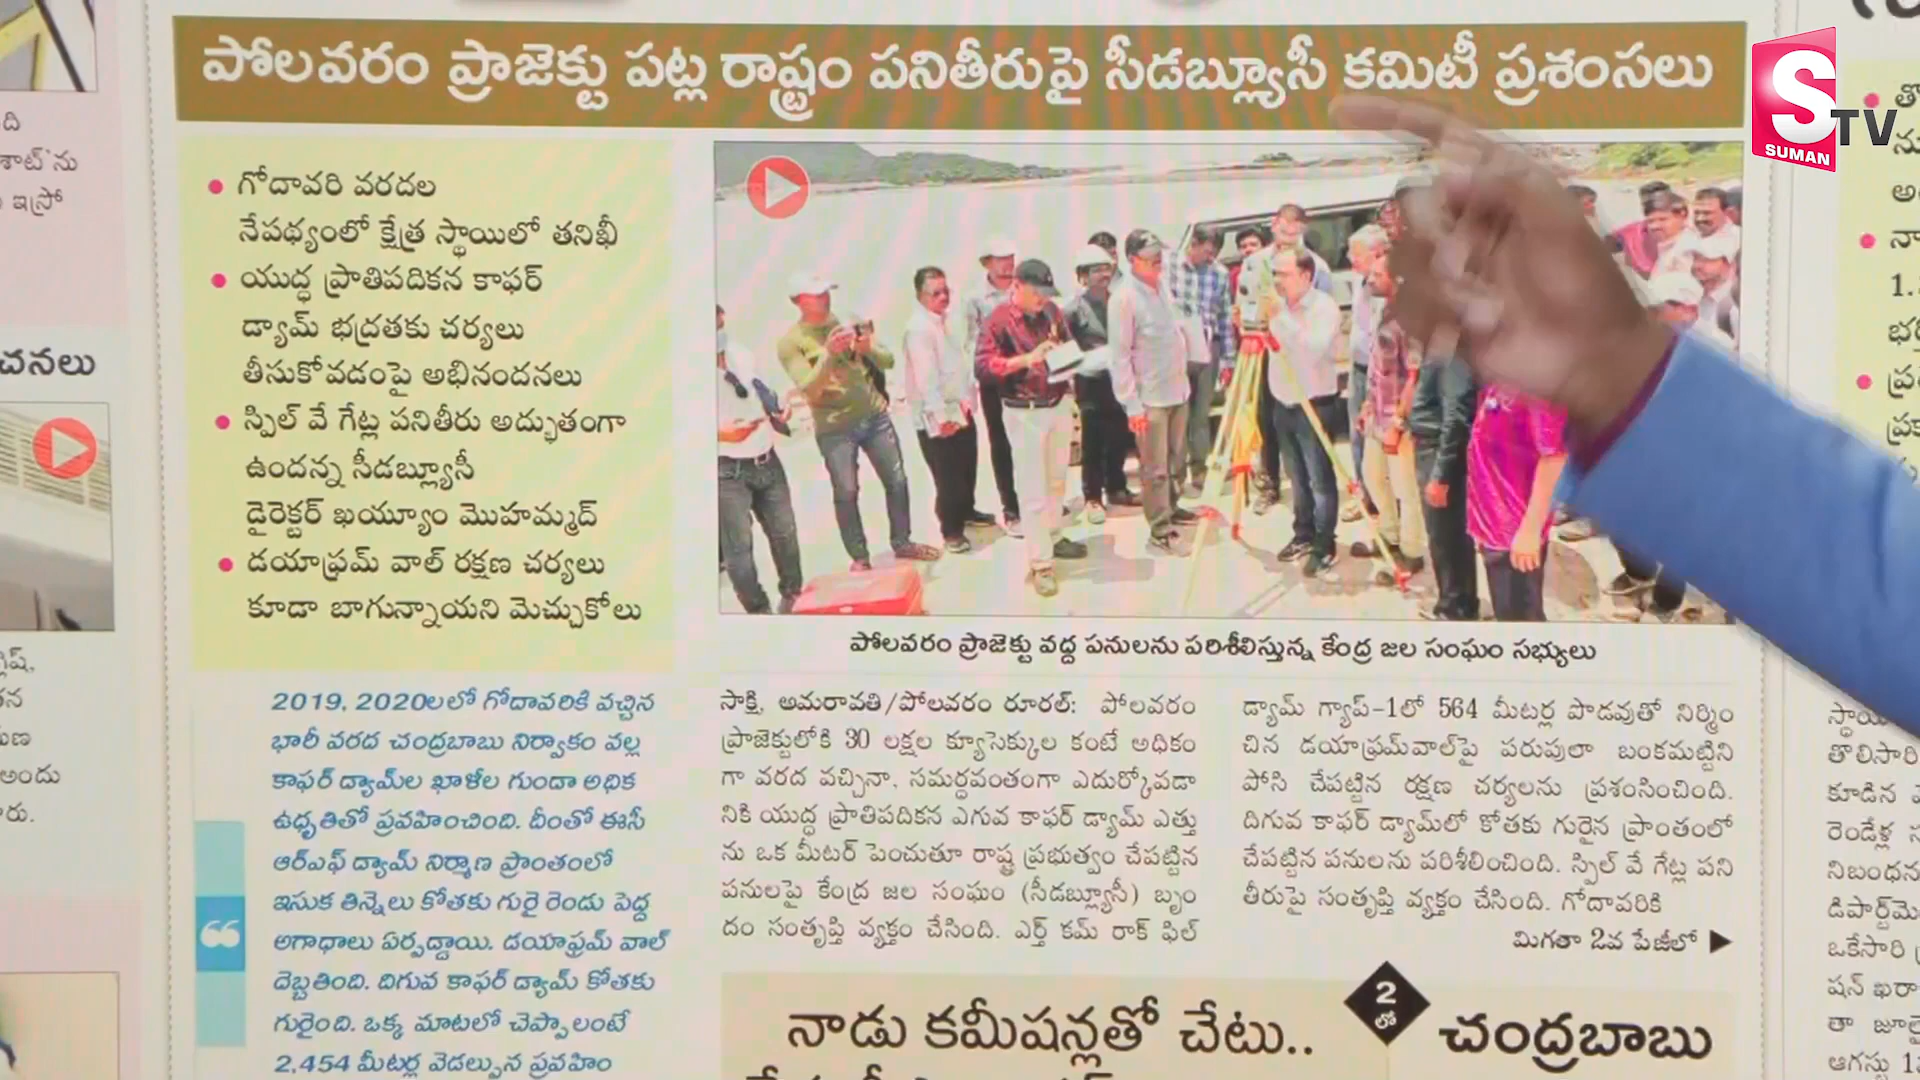 పోలవరం ప్రాజెక్టు పట్ల రాష్ట్రం పనితీరుపై సీడబ్ల్యూసీ కమిటీ ప్రశంసలు
S TV
SUMAN
• గోదావరి వరదల
నేపథ్యంలో క్షేత్ర స్థాయిలో తనిఖీ
• యుద్ధ ప్రాతిపదికన కాఫర్
డ్యామ్ భద్రతకు చర్యలు
తీసుకోవడంపై అభినందనలు
• స్పిల్ వే గేట్ల పనితీరు అద్భుతంగా
ఉందన్న సీడబ్ల్యూసీ
డైరెక్టర్ ఖయ్యూం మొహమ్మద్
• డయాఫ్రమ్ వాల్ రక్షణ చర్యలు
కూడా బాగున్నాయని మెచ్చుకోలు
పోలవరం ప్రాజెక్టు వద్ద పనులను పరిశీలిస్తున్న కేంద్ర జల సంఘం సభ్యులు
2019, 2020లలో గోదావరికి వచ్చిన
భారీ వరద చంద్రబాబు నిర్వాకం వల్ల
కాఫర్ డ్యామ్‌ల ఖాళీల గుండా అధిక
ఉధృతితో ప్రవహించింది. దీంతో ఈసీ
ఆర్ఎఫ్ డ్యామ్ నిర్మాణ ప్రాంతంలో
ఇసుక తిన్నెలు కోతకు గురై రెండు పెద్ద
అగాధాలు ఏర్పడ్డాయి. డయాఫ్రమ్ వాల్
దెబ్బతింది. దిగువ కాఫర్ డ్యామ్ కోతకు
గురైంది. ఒక్క మాటలో చెప్పాలంటే
2,454 మీటర్ల వెడల్పున ప్రవహిం
సాక్షి, అమరావతి/పోలవరం రూరల్: పోలవరం
ప్రాజెక్టులోకి 30 లక్షల క్యూసెక్కుల కంటే అధికం
గా వరద వచ్చినా, సమర్థవంతంగా ఎదుర్కోవడా
నికి యుద్ధ ప్రాతిపదికన ఎగువ కాఫర్ డ్యామ్ ఎత్తు
ను ఒక మీటర్ పెంచుతూ రాష్ట్ర ప్రభుత్వం చేపట్టిన
పనులపై కేంద్ర జల సంఘం (సీడబ్ల్యూసీ) బృం
దం సంతృప్తి వ్యక్తం చేసింది. ఎర్త్ కమ్ రాక్ ఫిల్
డ్యామ్ గ్యాప్-1లో 564 మీటర్ల పొడవుతో నిర్మిం
చిన డయాఫ్రమ్‌వాల్‌పై పరుపులా బంకమట్టిని
పోసి చేపట్టిన రక్షణ చర్యలను ప్రశంసించింది.
దిగువ కాఫర్ డ్యామ్‌లో కోతకు గురైన ప్రాంతంలో
చేపట్టిన పనులను పరిశీలించింది. స్పిల్ వే గేట్ల పని
తీరుపై సంతృప్తి వ్యక్తం చేసింది. గోదావరికి
మిగతా 2వ పేజీలో ▶
నాడు కమీషన్లతో చేటు..
2లో
చంద్రబాబు